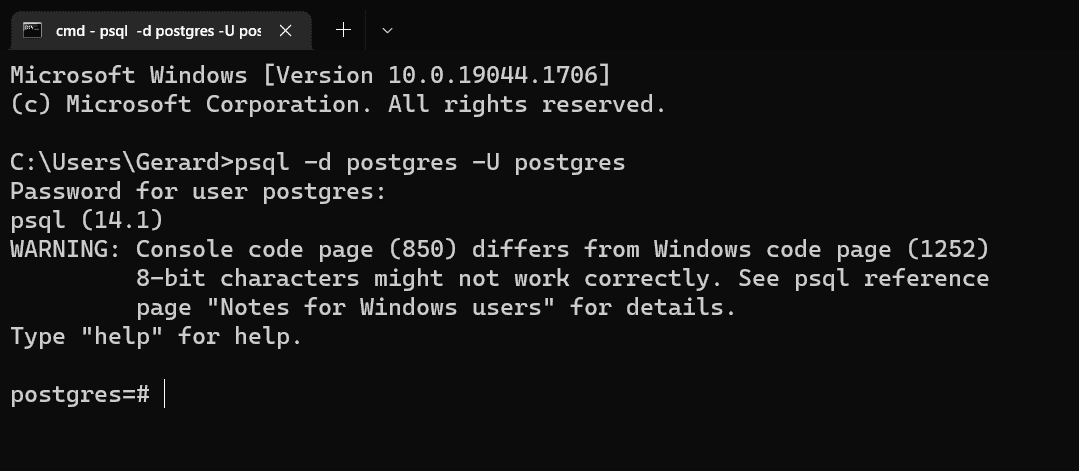 cmd - psql -d postgres -U pos
Microsoft Windows [Version 10.0.19044.1706]
(c) Microsoft Corporation. All rights reserved.
C:\Users\Gerard>psql -d postgres -U postgres
Password for user postgres:
psql (14.1)
WARNING: Console code page (850) differs from Windows code page (1252)
8-bit characters might not work correctly. See psql reference
page "Notes for Windows users" for details.
Type "help" for help.
postgres=#